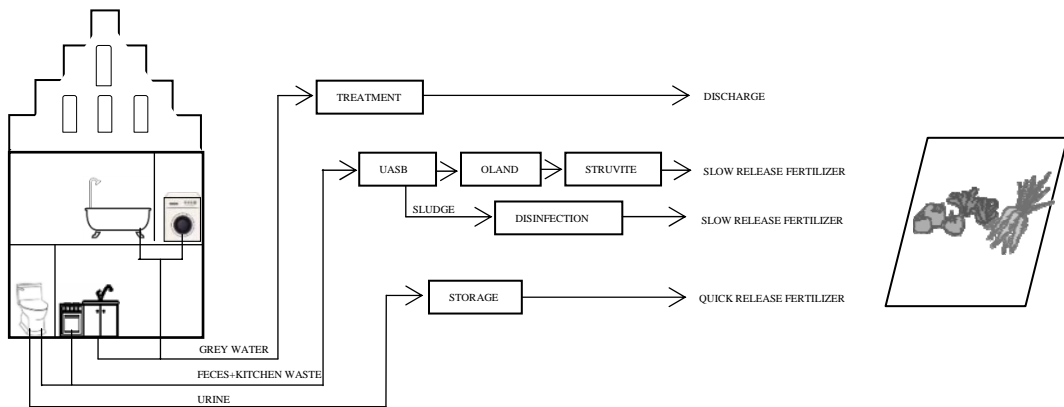 TREATMENT
DISCHARGE
UASB
OLAND
STRUVITE
SLOW RELEASE FERTILIZER
SLUDGE
DISINFECTION
SLOW RELEASE FERTILIZER
STORAGE
QUICK RELEASE FERTILIZER
GREY WATER
FECES+KITCHEN WASTE
URINE